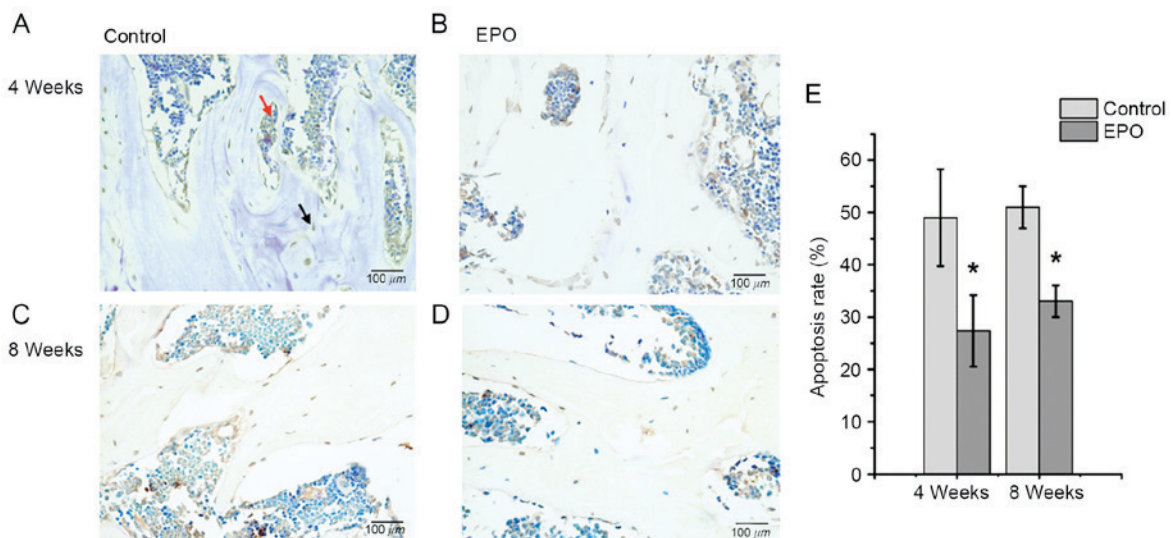 A
Control
B
EPO
4 Weeks
100 μm
100 μm
C
D
8 Weeks
100 μm
100 μm
E
Control
EPO
Apoptosis rate (%)
60
50
40
30
20
10
0
*
*
4 Weeks
8 Weeks